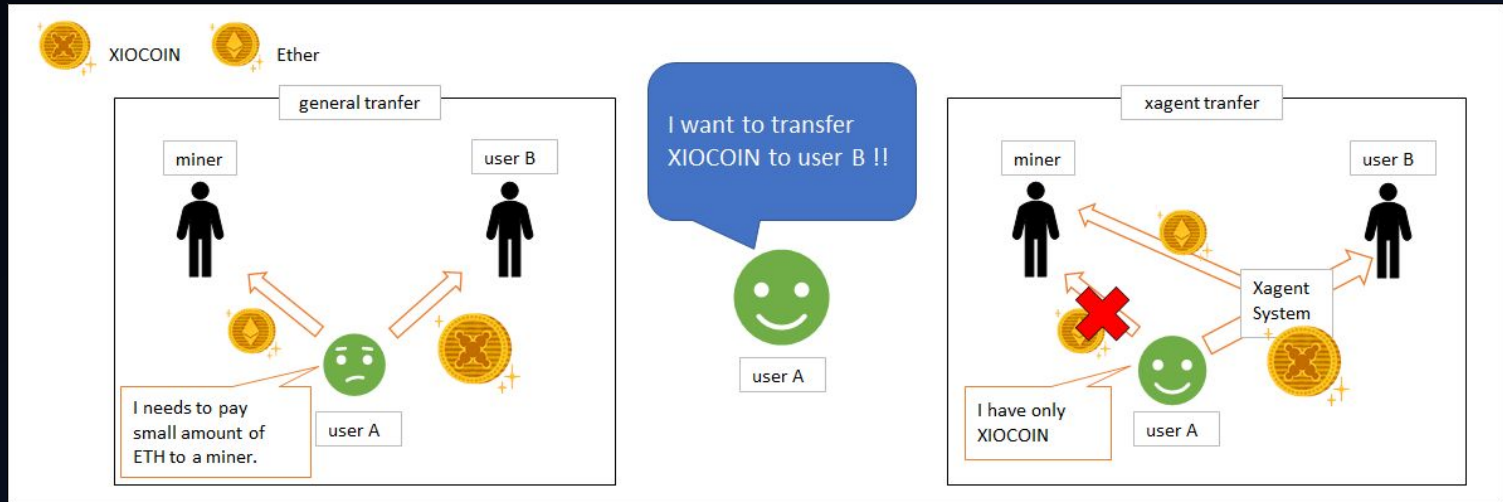 XIOCOIN
Ether
general tranfer
miner
user B
I needs to pay
small amount of
ETH to a miner.
user A
I want to transfer
XIOCOIN to user B !!
user A
xagent tranfer
miner
user B
Xagent
System
I have only
XIOCOIN
user A